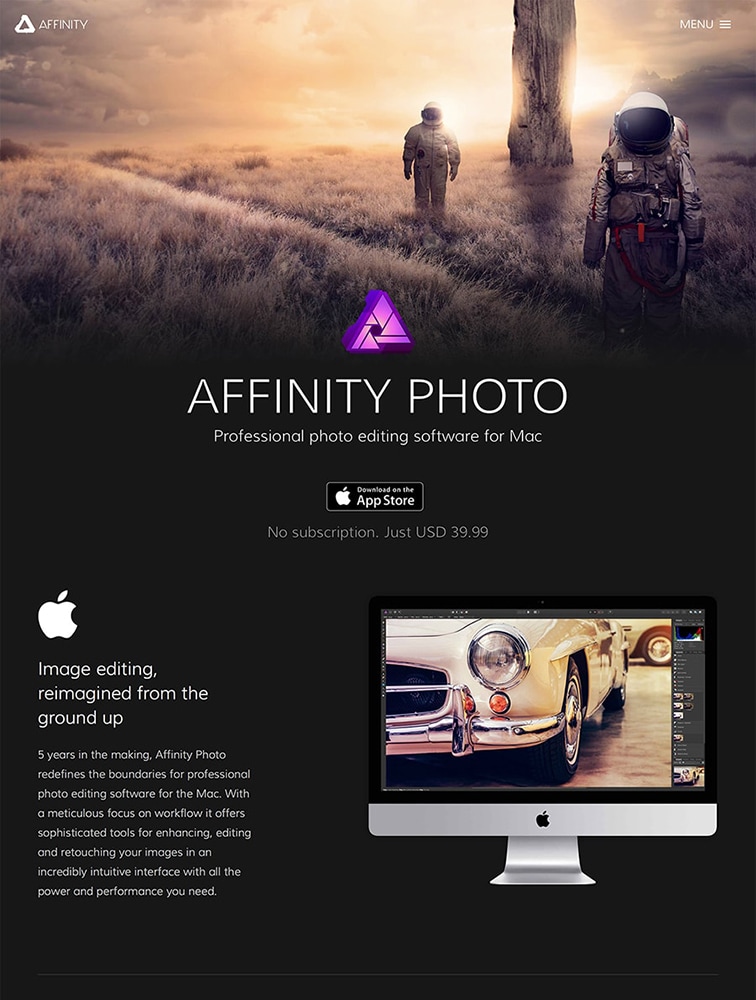 AFFINITY
MENU
AFFINITY PHOTO
Professional photo editing software for Mac
Download on the
App Store
No subscription. Just USD 39.99
Image editing,
reimagined from the
ground up
5 years in the making, Affinity Photo
redefines the boundaries for professional
photo editing software for the Mac. With
a meticulous focus on workflow it offers
sophisticated tools for enhancing, editing
and retouching your images in an
incredibly intuitive interface with all the
power and performance you need.